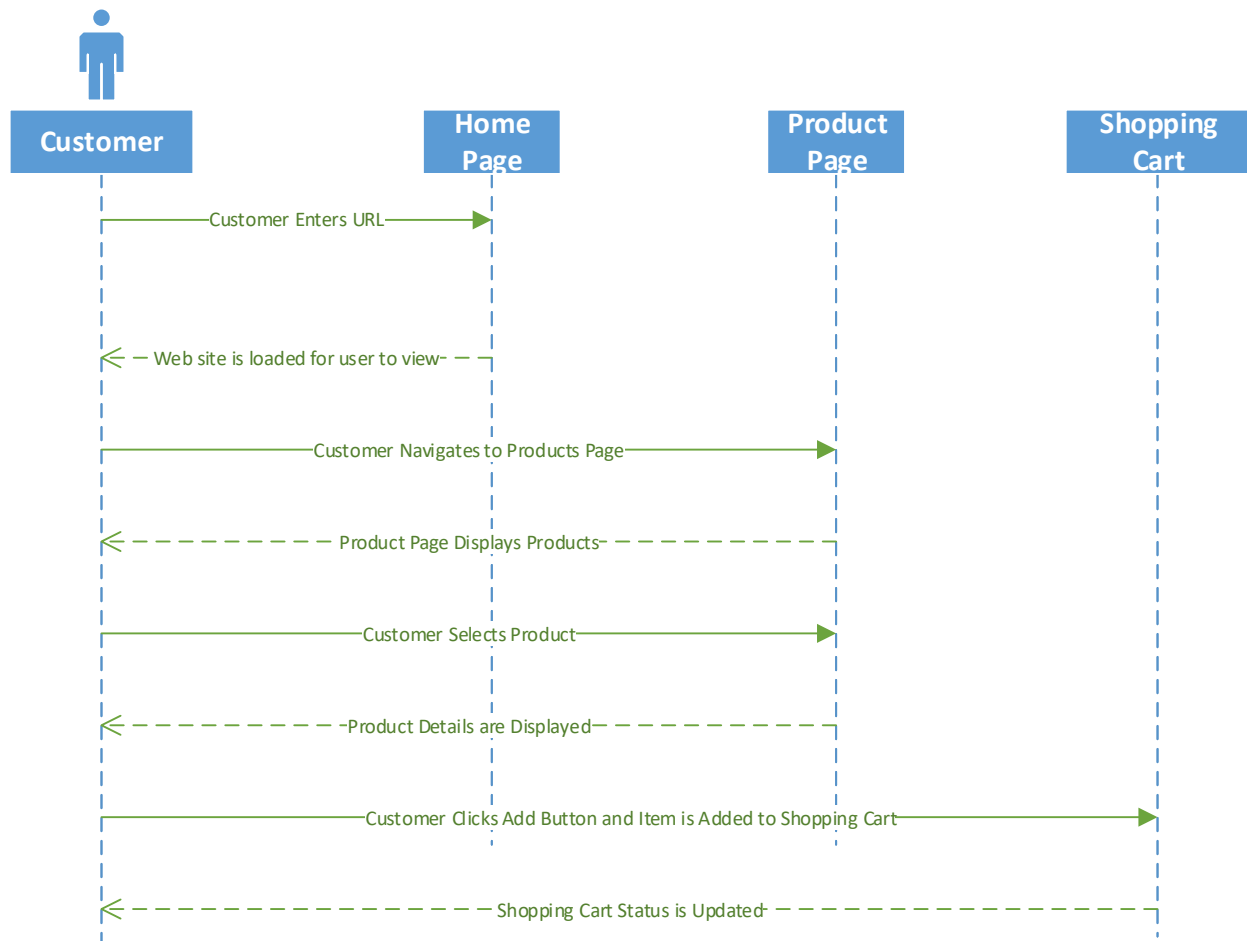 Customer
Home
Page
Product
Page
Shopping
Cart
Customer Enters URL
Web site is loaded for user to view
Customer Navigates to Products Page
Product Page Displays Products
Customer Selects Product
Product Details are Displayed
Customer Clicks Add Button and Item is Added to Shopping Cart
Shopping Cart Status is Updated